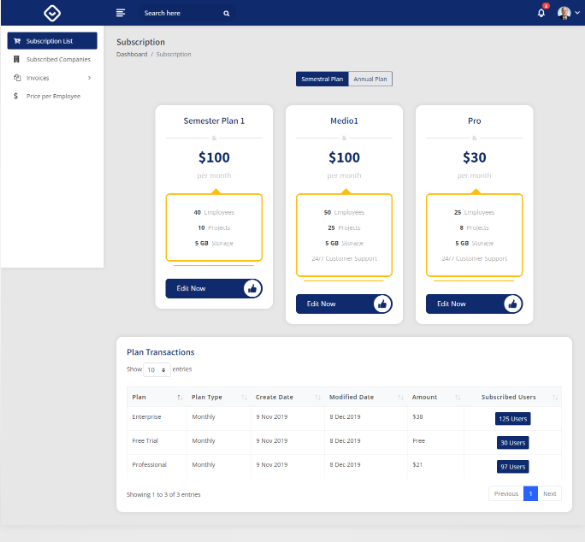 Search here
Subscription List
Subscribed Companies
Invoices
$ Price per Employee
Subscription
Dashboard / Subscription
Semestral Plan Annual Plan
Semester Plan 1
&
$100
per month
40 Employees
10 Projects
5 GB Storage
Edit Now
Medio1
&
$100
per month
50 Employees
25 Projects
5 GB Storage
24/7 Customer Support
Edit Now
Pro
&
$30
per month
25 Employees
8 Projects
5 GB Storage
24/7 Customer Support
Edit Now
Plan Transactions
Show 10 entries
Plan Plan Type Create Date Modified Date Amount Subscribed Users
Enterprise Monthly 9 Nov 2019 8 Dec 2019 $38 125 Users
Free Trial Monthly 9 Nov 2019 8 Dec 2019 Free 30 Users
Professional Monthly 9 Nov 2019 8 Dec 2019 $21 97 Users
Showing 1 to 3 of 3 entries
Previous 1 Next